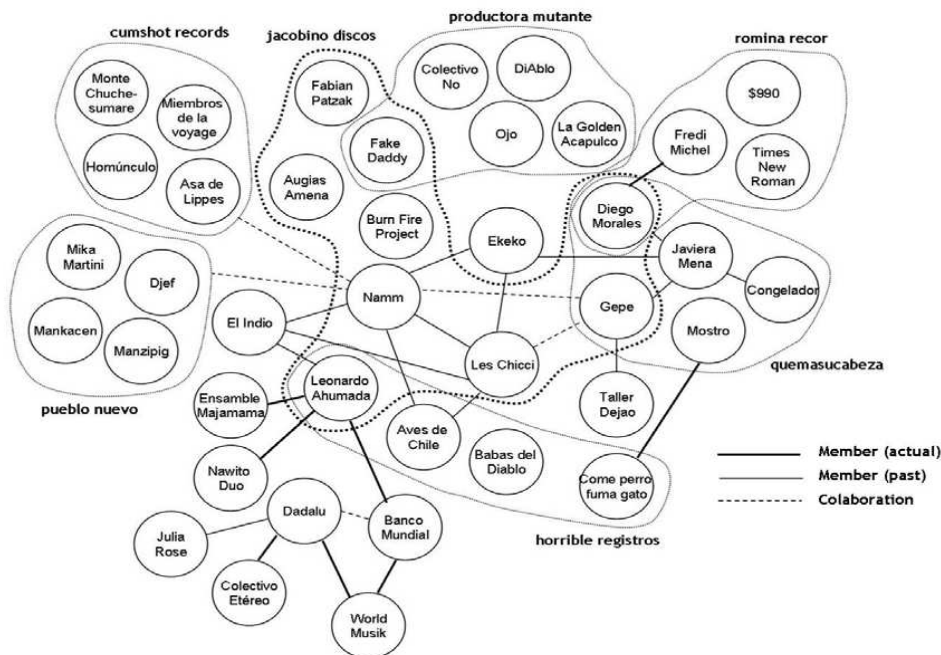 productora mutante
cumshot records
jacobino discos
romina recor
Monte
Chuche-
sumare
Miembros
de la
voyage
Homúnculo
Asa de
Lippes
Fabian
Patzak
Fake
Daddy
Augias
Amena
Burn Fire
Project
Colectivo
No
DiAblo
Ojo
La Golden
Acapulco
$990
Fredi
Michel
Times
New
Roman
Diego
Morales
Ekeko
Javiera
Mena
Congelador
Mika
Martini
Djef
Mankacen
Manzipig
pueblo nuevo
Namm
El Indio
Gepe
Mostro
quemasucabeza
Les Chicci
Leonardo
Ahumada
Ensamble
Majamama
Taller
Dejao
Aves de
Chile
Babas del
Diablo
Come perro
fuma gato
Nawito
Duo
horrible registros
Member (actual)
Member (past)
Colaboration
Dadalu
Banco
Mundial
Julia
Rose
Colectivo
Etéreo
World
Musik